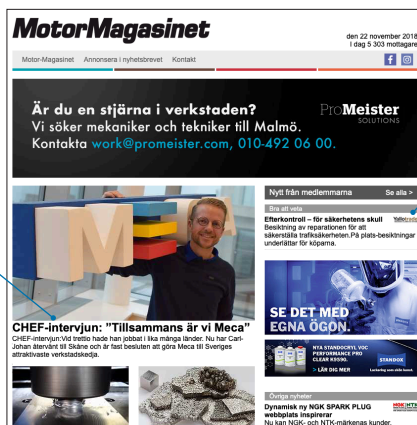 MotorMagasinet
den 22 november 2018
I dag 5 303 mottagare
Motor-Magasinet Annonsera i nyhetsbrevet Kontakt
Är du en stjärna i verkstaden?
Vi söker mekaniker och tekniker till Malmö.
Kontakta work@promeister.com, 010-492 06 00.
ProMeister
SOLUTIONS
CHEF-intervjun: ”Tillsammans är vi Meca”
CHEF-intervjun:Vid trettio hade han jobbat i lika många länder. Nu har Carl-
Johan återvänt till Skåne och är fast besluten att göra Meca till Sveriges
attraktivaste verkstadskedja.
Nytt från medlemmarna Se alla >
Bra att veta
Efterkontroll – för säkerhetens skull
Besiktning av reparationen för att
säkerställa trafiksäkerheten.På plats-besiktningar
underlättar för köparna.
SE DET MED
EGNA ÖGON.
NYA STANDOCRYL VOC
PERFORMANCE PRO
CLEAR K9590.
> LÄR DIG MER
STANDOX
Övriga nyheter
Dynamisk ny NGK SPARK PLUG
webbplats inspirerar
NGK NTK
Nu kan NGK- och NTK-märkenas kunder,